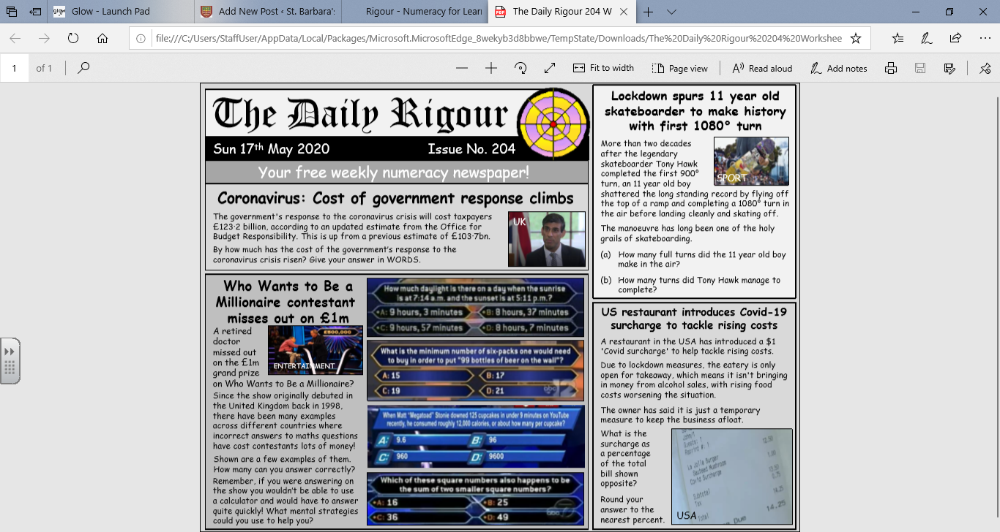 Glow - Launch Pad
Add New Post ‹ St. Barbara's
Rigour - Numeracy for Learn
The Daily Rigour 204 W
file:///C:/Users/StaffUser/AppData/Local/Packages/Microsoft.MicrosoftEdge_8wekyb3d8bbwe/TempState/Downloads/The%20Daily%20Rigour%20204%20Workshee
1 of 1
Fit to width
Page view
Read aloud
Add notes
The Daily Rigour
Sun 17th May 2020 Issue No. 204
Your free weekly numeracy newspaper!
Coronavirus: Cost of government response climbs
The government's response to the coronavirus crisis will cost taxpayers
£123·2 billion, according to an updated estimate from the Office for
Budget Responsibility. This is up from a previous estimate of £103·7bn.
By how much has the cost of the government's response to the
coronavirus crisis risen? Give your answer in WORDS.
UK
Who Wants to Be a
Millionaire contestant
misses out on £1m
A retired
doctor
missed out
on the £1m
grand prize
on Who Wants to Be a Millionaire?
£500,000
ENTERTAINMENT
Since the show originally debuted in
the United Kingdom back in 1998,
there have been many examples
across different countries where
incorrect answers to maths questions
have cost contestants lots of money!
Shown are a few examples of them.
How many can you answer correctly?
Remember, if you were answering on
the show you wouldn't be able to use
a calculator and would have to answer
quite quickly! What mental strategies
could you use to help you?
How much daylight is there on a day when the sunrise
is at 7:14 a.m. and the sunset is at 5:11 p.m.?
A: 9 hours, 3 minutes
B: 8 hours, 37 minutes
C: 9 hours, 57 minutes
D: 8 hours, 7 minutes
What is the minimum number of six-packs one would need
to buy in order to put "99 bottles of beer on the wall"?
A: 15
B: 17
C: 19
D: 21
abc
When Matt "Megatoad" Stonie downed 125 cupcakes in under 9 minutes on YouTube
recently, he consumed roughly 12,000 calories, or about how many per cupcake?
A: 9.6
B: 96
C: 960
D: 9600
Which of these square numbers also happens to be
the sum of two smaller square numbers?
A: 16
B: 25
C: 36
D: 49
abc
Lockdown spurs 11 year old
skateboarder to make history
with first 1080° turn
More than two decades
after the legendary
skateboarder Tony Hawk
completed the first 900°
turn, an 11 year old boy
shattered the long standing record by flying off
the top of a ramp and completing a 1080° turn in
the air before landing cleanly and skating off.
SPORT
The manoeuvre has long been one of the holy
grails of skateboarding.
(a) How many full turns did the 11 year old boy
make in the air?
(b) How many turns did Tony Hawk manage to
complete?
US restaurant introduces Covid-19
surcharge to tackle rising costs
A restaurant in the USA has introduced a $1
'Covid surcharge' to help tackle rising costs.
Due to lockdown measures, the eatery is only
open for takeaway, which means it isn't bringing
in money from alcohol sales, with rising food
costs worsening the situation.
The owner has said it is just a temporary
measure to keep the business afloat.
What is the
surcharge as
a percentage
of the total
bill shown
opposite?
Round your
answer to the
nearest percent.
La Jolla Burger
Sauteed Mushroom
Covid Surcharge
Subtotal
Tax
Total
14.25
Due
USA